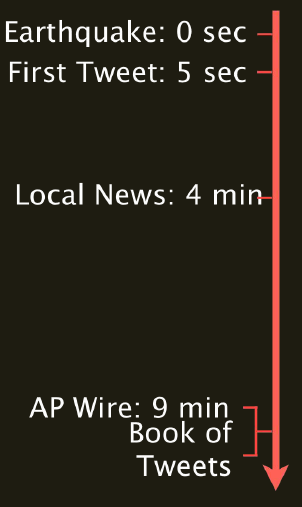 Earthquake: 0 sec
First Tweet: 5 sec
Local News: 4 min
AP Wire: 9 min
Book of
Tweets